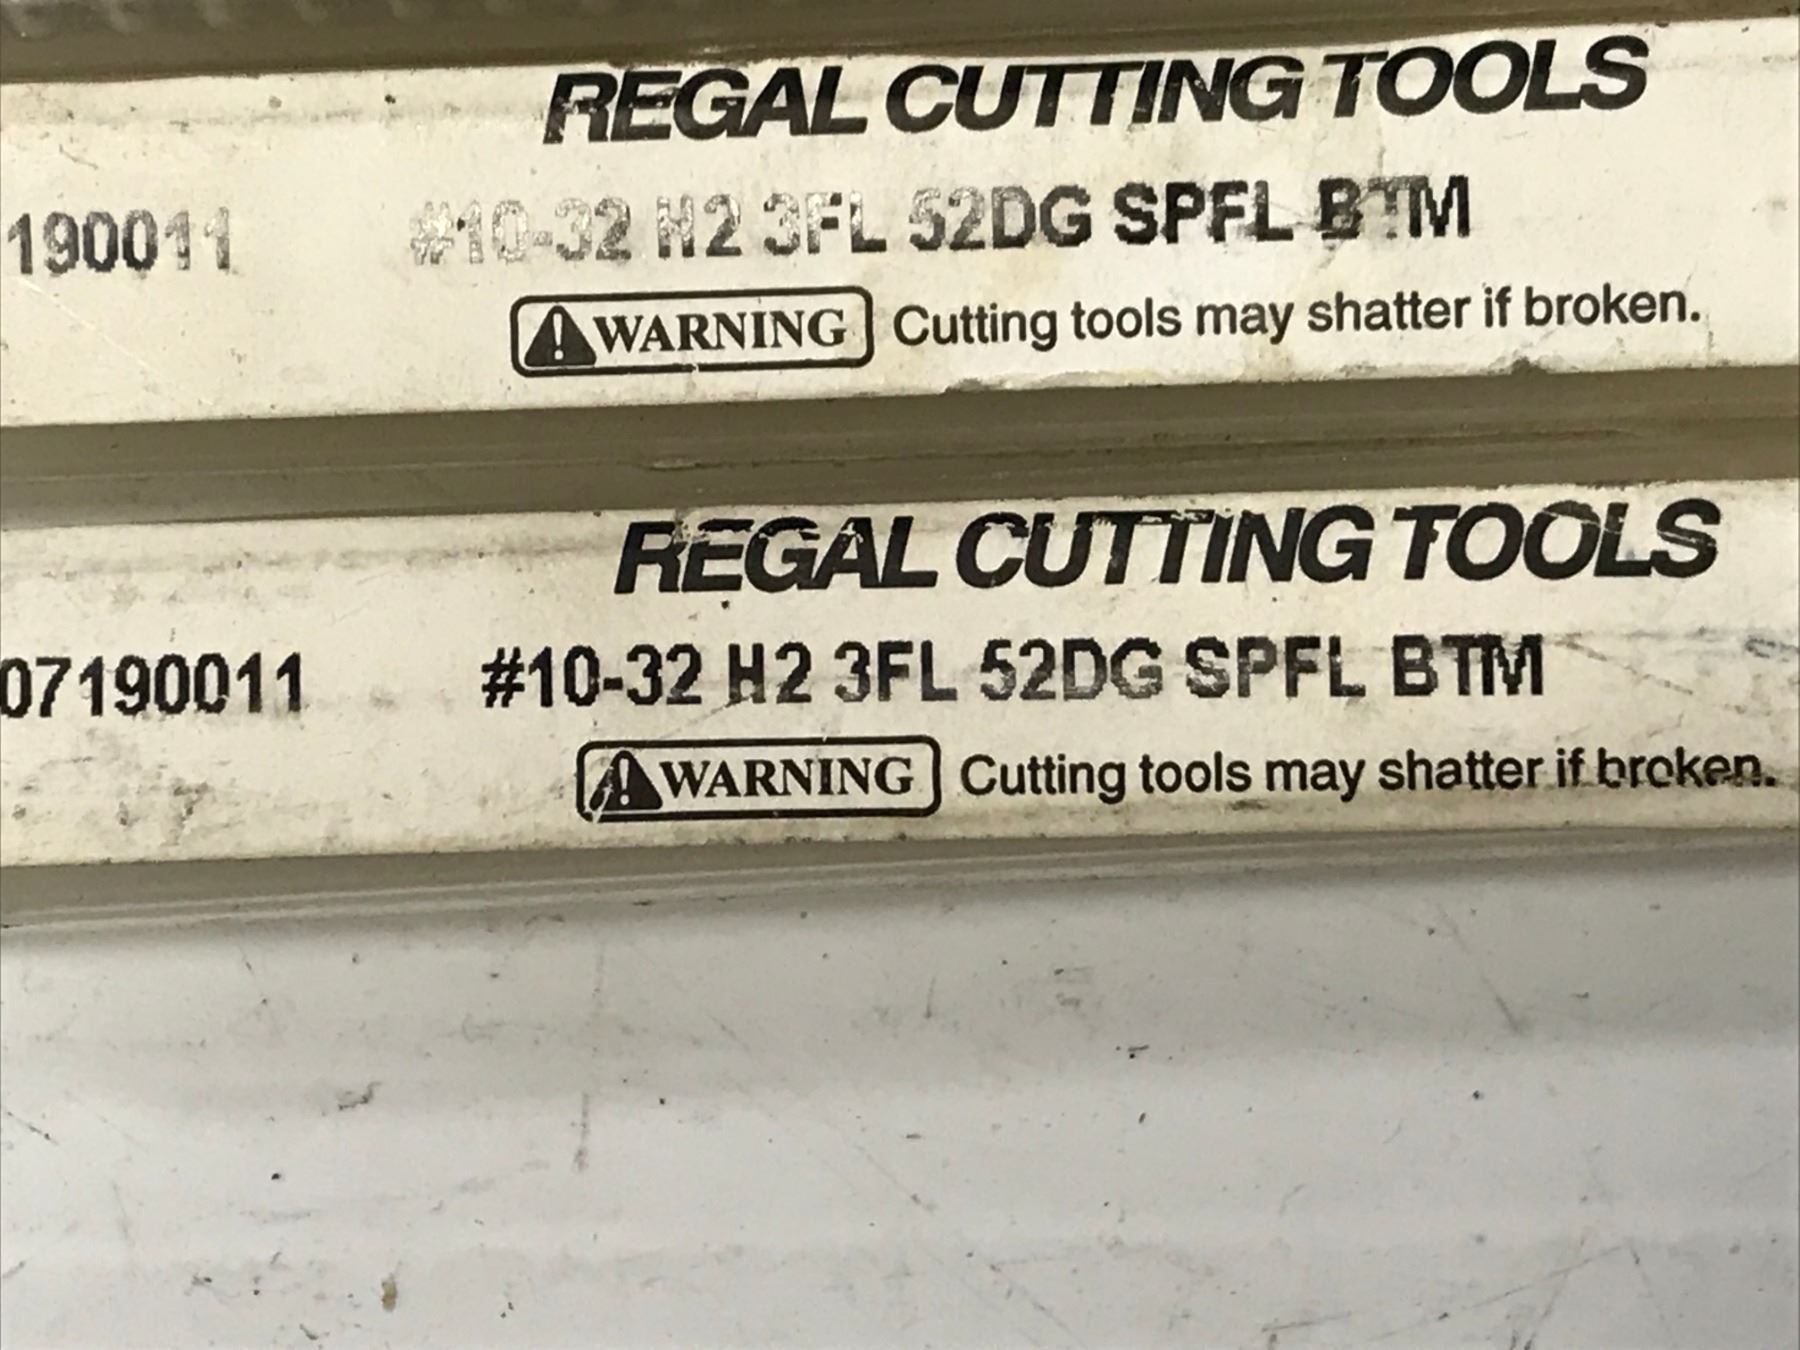 REGAL CUTTING TOOLS
190011 #10-32 H2 3FL 52DG SPFL BTM
WARNING Cutting tools may shatter if broken.
REGAL CUTTING TOOLS
07190011 #10-32 H2 3FL 52DG SPFL BTM
WARNING Cutting tools may shatter if broken.